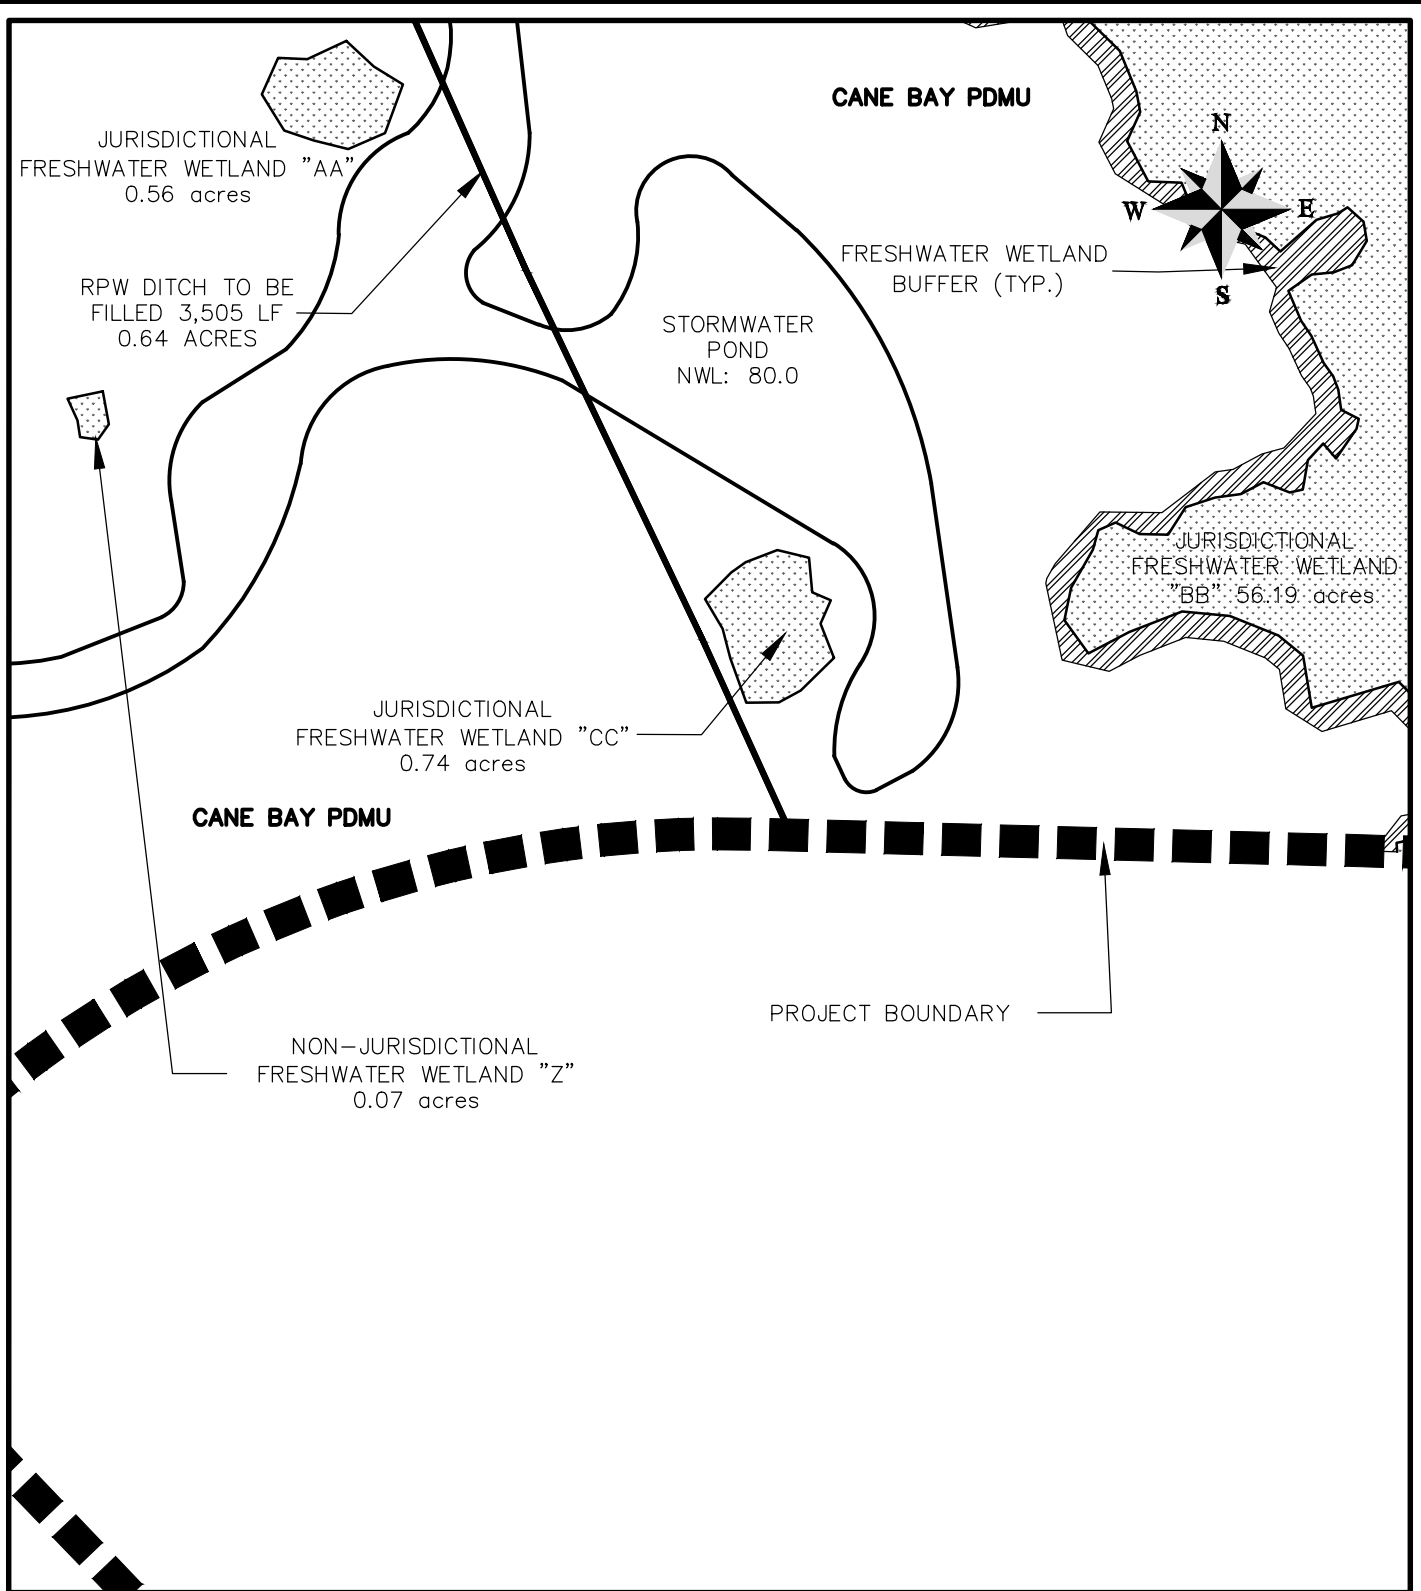 CANE BAY PDMU
N
JURISDICTIONAL
FRESHWATER WETLAND "AA"
0.56 acres
W
E
S
FRESHWATER WETLAND
BUFFER (TYP.)
RPW DITCH TO BE
FILLED 3,505 LF
0.64 ACRES
STORMWATER
POND
NWL: 80.0
JURISDICTIONAL
FRESHWATER WETLAND
"BB" 56.19 acres
JURISDICTIONAL
FRESHWATER WETLAND "CC"
0.74 acres
CANE BAY PDMU
PROJECT BOUNDARY
NON-JURISDICTIONAL
FRESHWATER WETLAND "Z"
0.07 acres